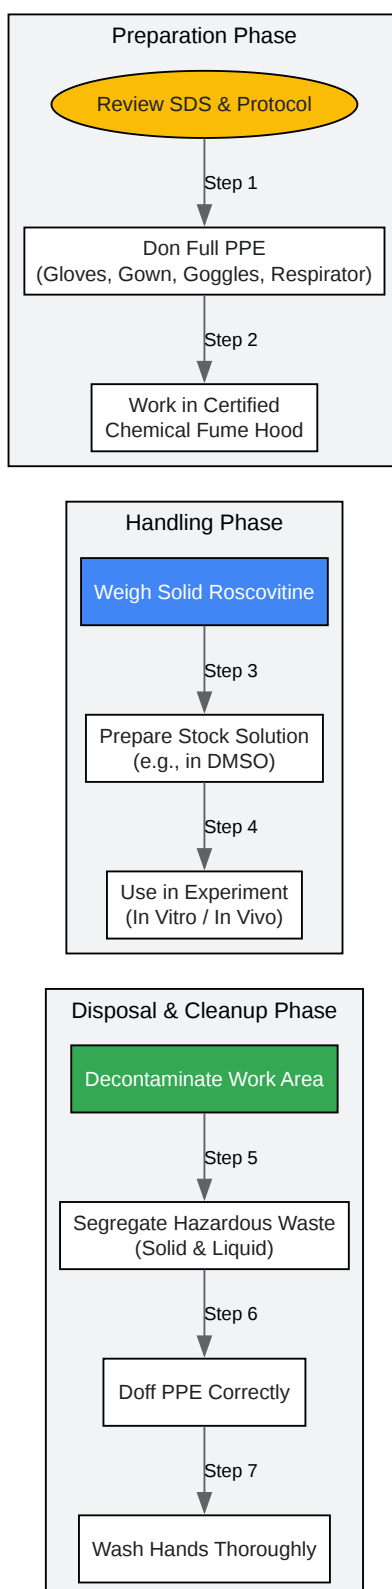 Preparation Phase
Review SDS & Protocol
Step 1
Don Full PPE
(Gloves, Gown, Goggles, Respirator)
Step 2
Work in Certified
Chemical Fume Hood
Handling Phase
Weigh Solid Roscovitine
Step 3
Prepare Stock Solution
(e.g., in DMSO)
Step 4
Use in Experiment
(In Vitro / In Vivo)
Disposal & Cleanup Phase
Decontaminate Work Area
Step 5
Segregate Hazardous Waste
(Solid & Liquid)
Step 6
Doff PPE Correctly
Step 7
Wash Hands Thoroughly